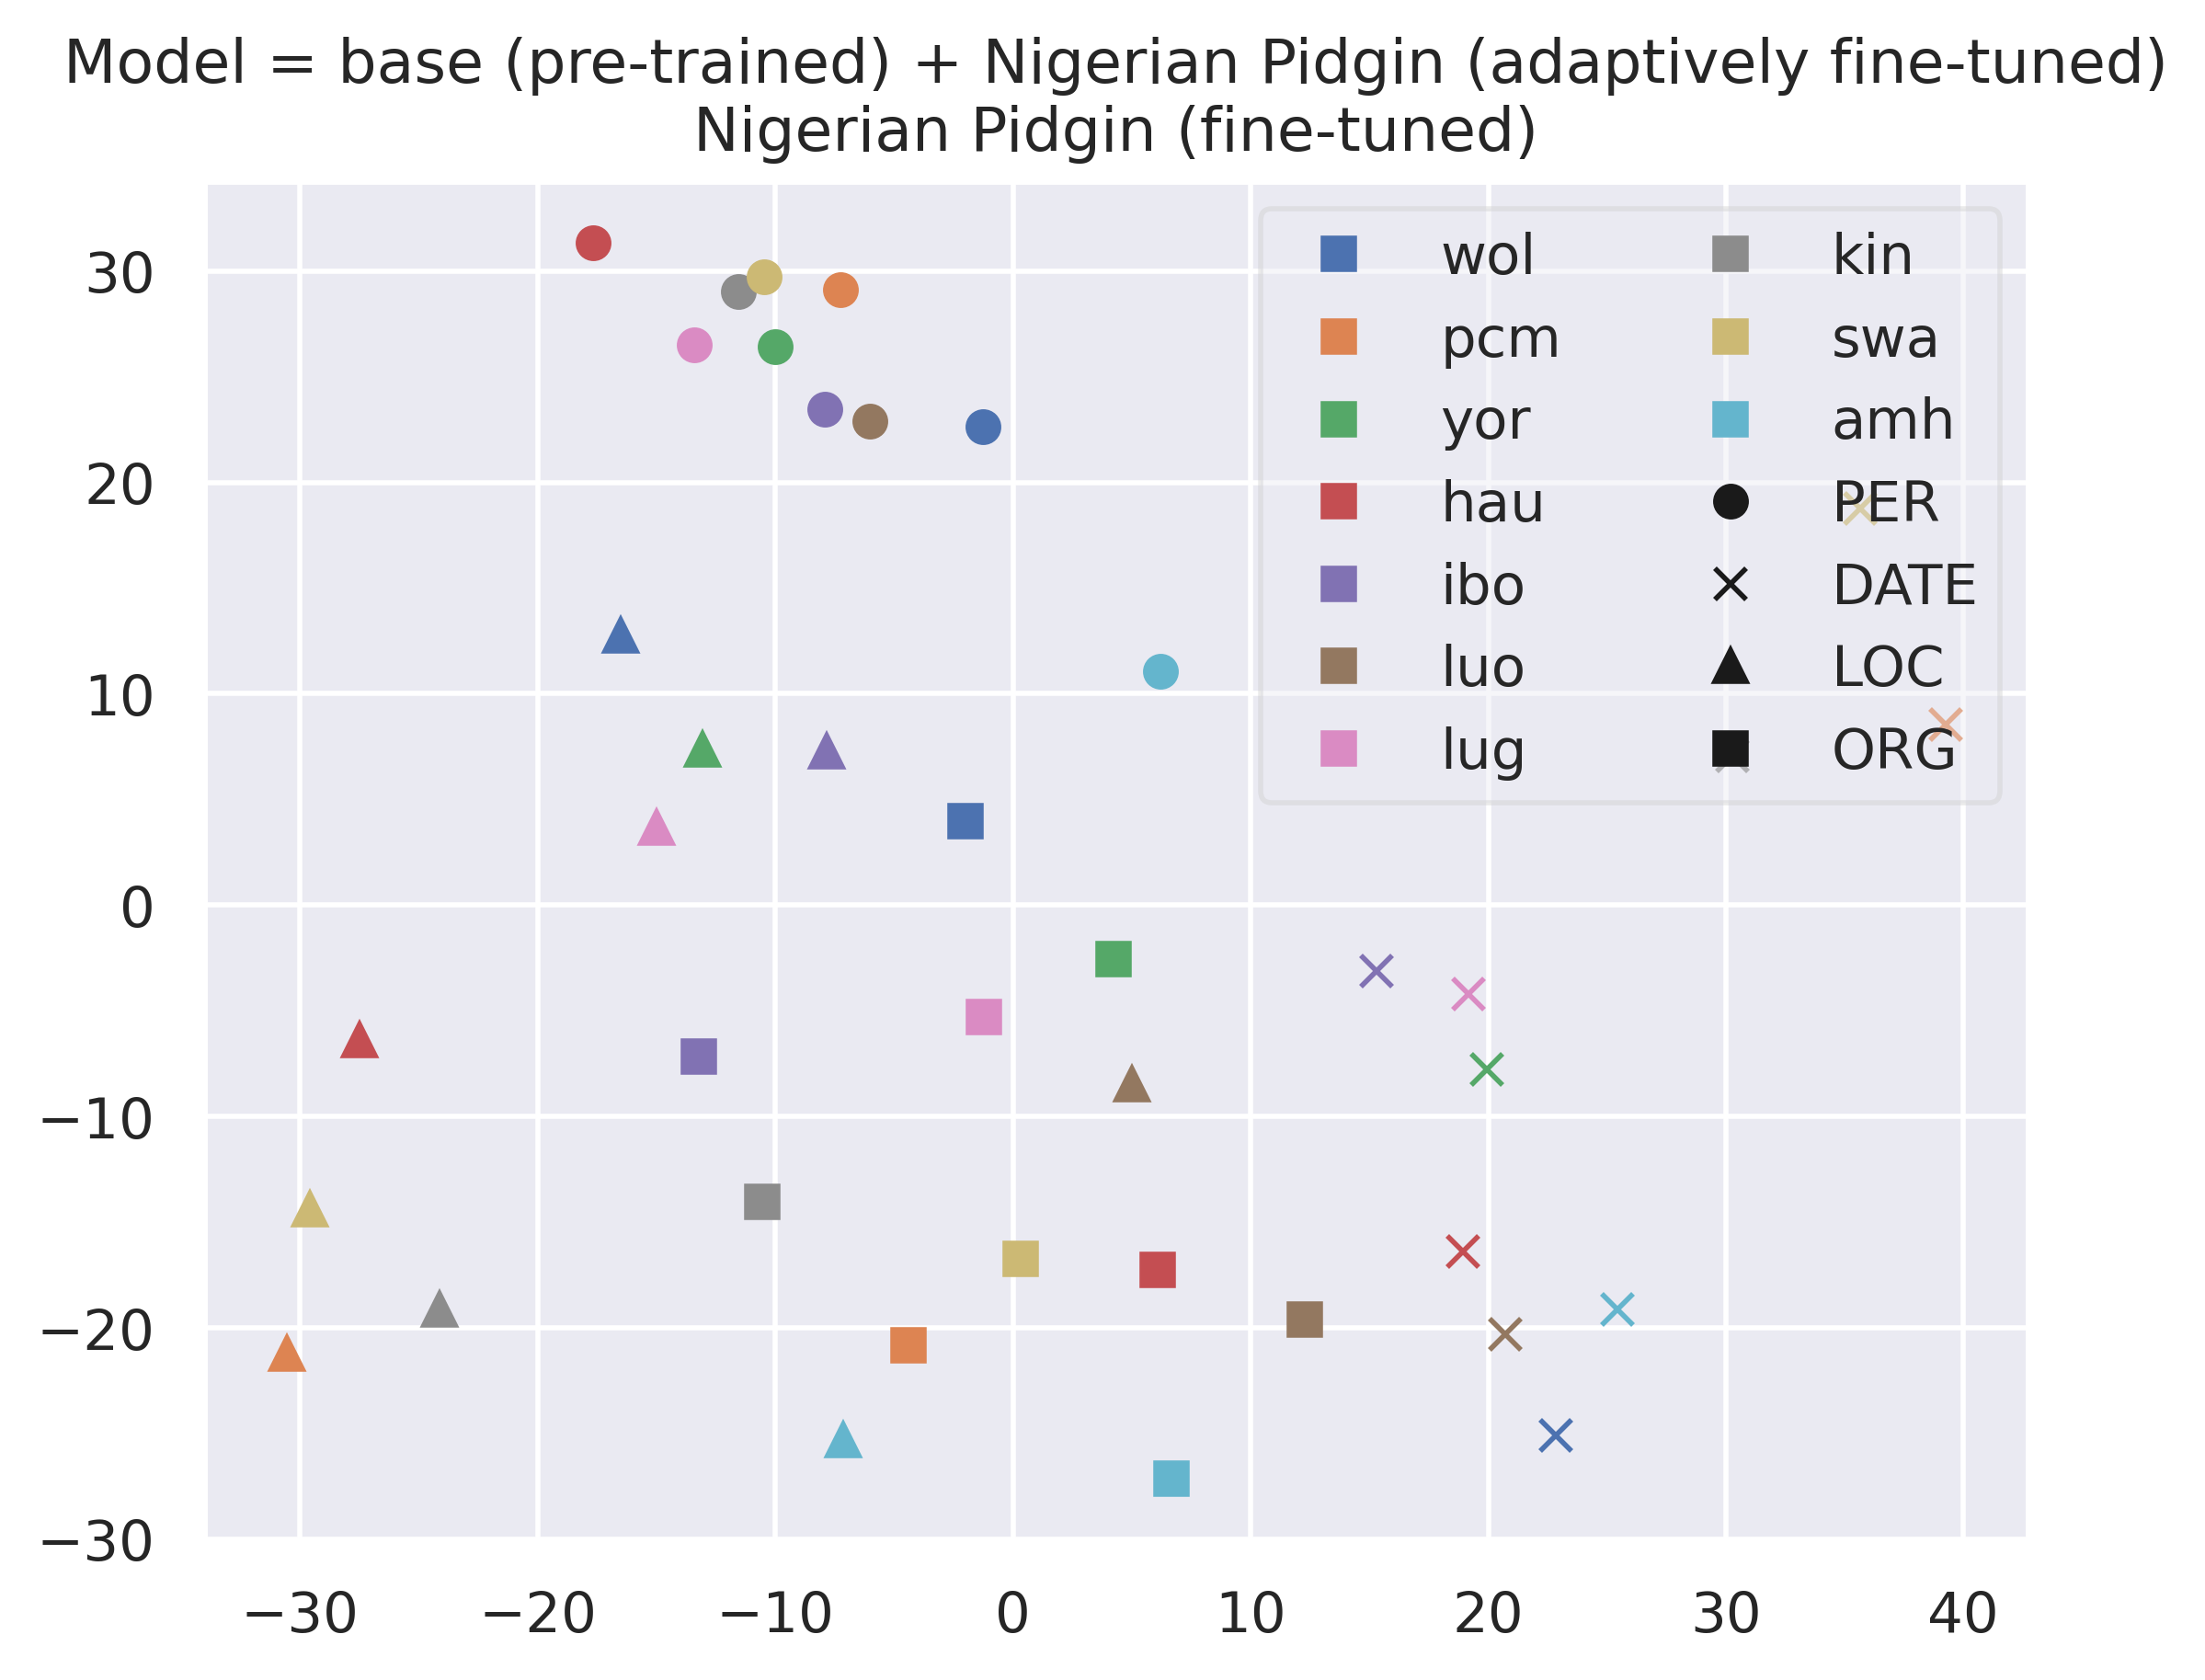 Model = base (pre-trained) + Nigerian Pidgin (adaptively fine-tuned)
Nigerian Pidgin (fine-tuned)
wol
pcm
yor
hau
ibo
luo
lug
kin
swa
amh
PER
DATE
LOC
ORG
30
20
10
0
−10
−20
−30
−30
−20
−10
0
10
20
30
40